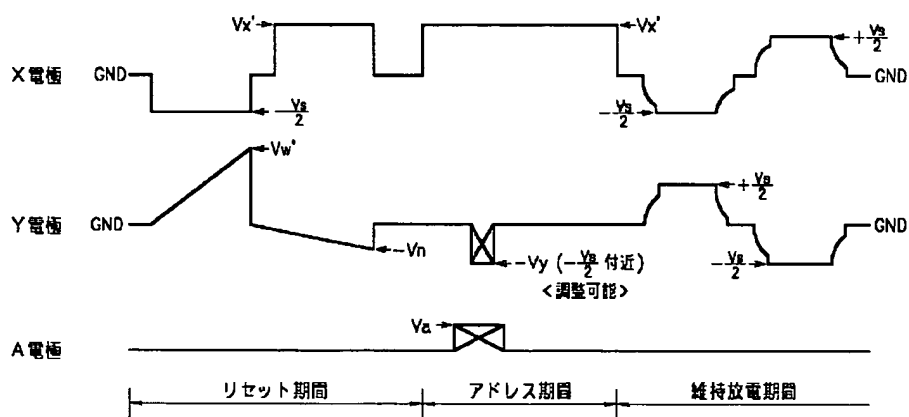 Vx' Vx' +Vs/2
X電極 GND GND
-Vs/2 -Vs/2
Vw' +Vs/2
Y電極 GND GND
-Vn -Vy (-Vs/2 付近) -Vs/2
<調整可能>
Va
A電極
リセット期間 アドレス期間 維持放電期間